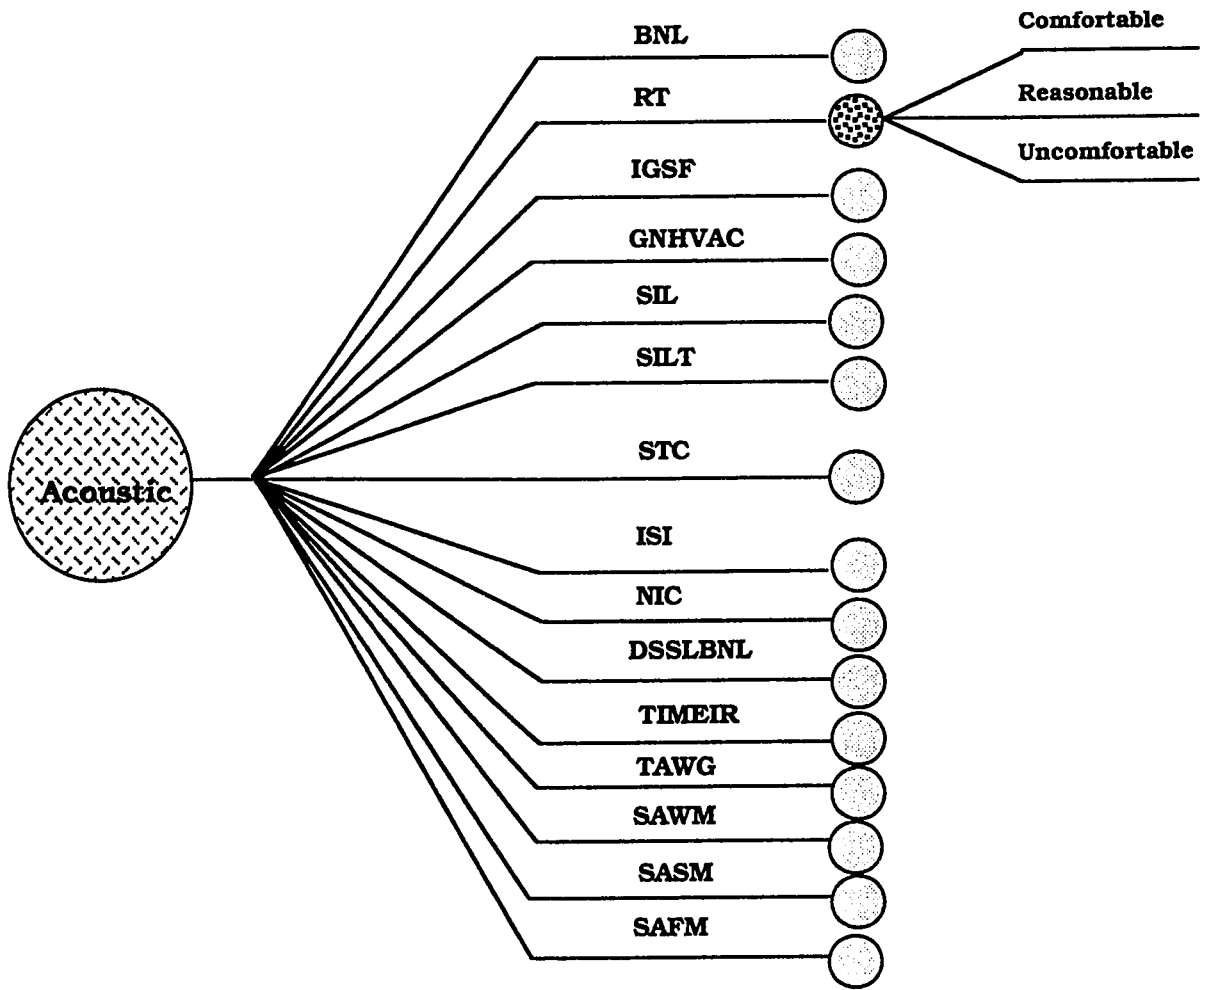 Comfortable
BNL
Reasonable
RT
Uncomfortable
IGSF
GNHVAC
SIL
SILT
STC
Acoustic
ISI
NIC
DSSLBNL
TIMEIR
TAWG
SAWM
SASM
SAFM